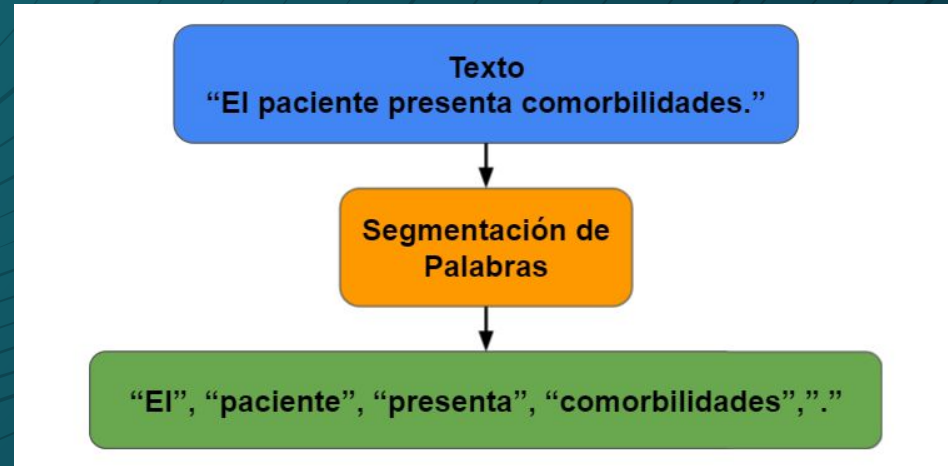 Texto
“El paciente presenta comorbilidades.”
Segmentación de
Palabras
“El”, “paciente”, “presenta”, “comorbilidades”,”.”